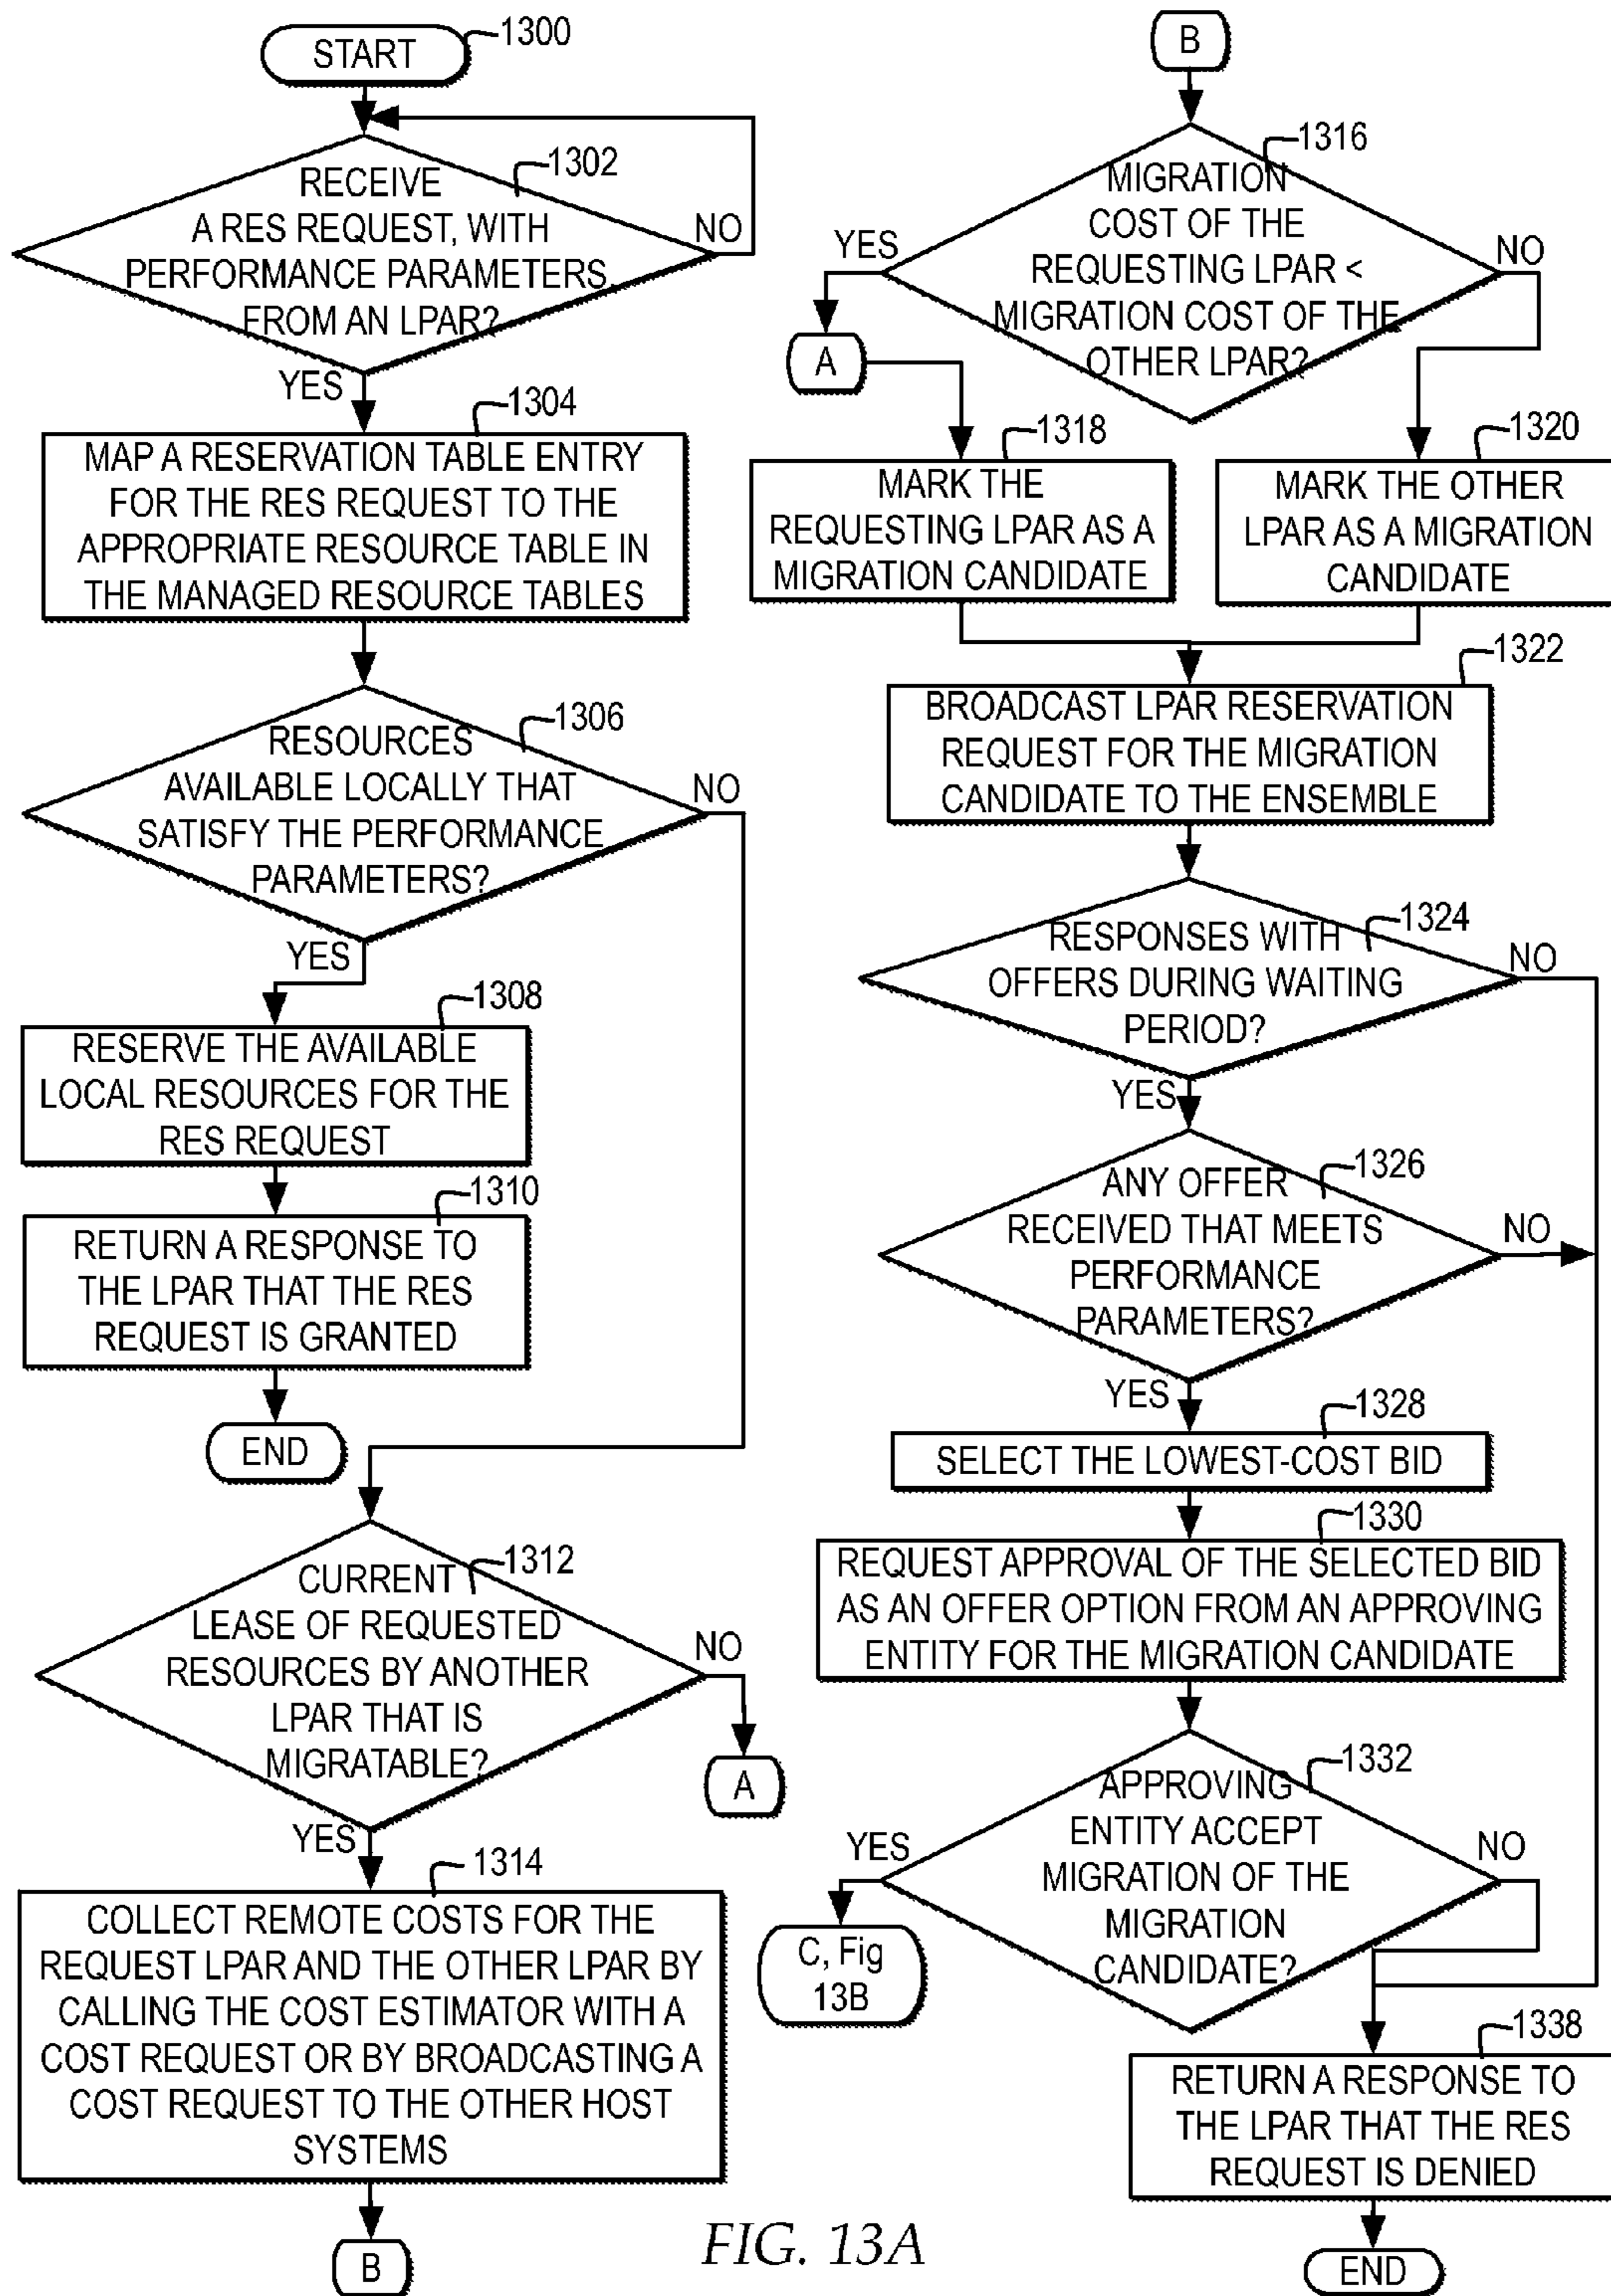 START
1300
1302
RECEIVE
A RES REQUEST, WITH
PERFORMANCE PARAMETERS,
FROM AN LPAR?
NO
YES
1304
MAP A RESERVATION TABLE ENTRY
FOR THE RES REQUEST TO THE
APPROPRIATE RESOURCE TABLE IN
THE MANAGED RESOURCE TABLES
1306
RESOURCES
AVAILABLE LOCALLY THAT
SATISFY THE PERFORMANCE
PARAMETERS?
NO
YES
1308
RESERVE THE AVAILABLE
LOCAL RESOURCES FOR THE
RES REQUEST
1310
RETURN A RESPONSE TO
THE LPAR THAT THE RES
REQUEST IS GRANTED
END
1312
CURRENT
LEASE OF REQUESTED
RESOURCES BY ANOTHER
LPAR THAT IS
MIGRATABLE?
NO
A
YES
1314
COLLECT REMOTE COSTS FOR THE
REQUEST LPAR AND THE OTHER LPAR BY
CALLING THE COST ESTIMATOR WITH A
COST REQUEST OR BY BROADCASTING A
COST REQUEST TO THE OTHER HOST
SYSTEMS
B
B
1316
MIGRATION
COST OF THE
REQUESTING LPAR <
MIGRATION COST OF THE
OTHER LPAR?
YES
NO
A
1318
MARK THE
REQUESTING LPAR AS A
MIGRATION CANDIDATE
1320
MARK THE OTHER
LPAR AS A MIGRATION
CANDIDATE
1322
BROADCAST LPAR RESERVATION
REQUEST FOR THE MIGRATION
CANDIDATE TO THE ENSEMBLE
1324
RESPONSES WITH
OFFERS DURING WAITING
PERIOD?
NO
YES
1326
ANY OFFER
RECEIVED THAT MEETS
PERFORMANCE
PARAMETERS?
NO
YES
1328
SELECT THE LOWEST-COST BID
1330
REQUEST APPROVAL OF THE SELECTED BID
AS AN OFFER OPTION FROM AN APPROVING
ENTITY FOR THE MIGRATION CANDIDATE
1332
APPROVING
ENTITY ACCEPT
MIGRATION OF THE
MIGRATION
CANDIDATE?
YES
NO
C, Fig
13B
1338
RETURN A RESPONSE TO
THE LPAR THAT THE RES
REQUEST IS DENIED
END
FIG. 13A